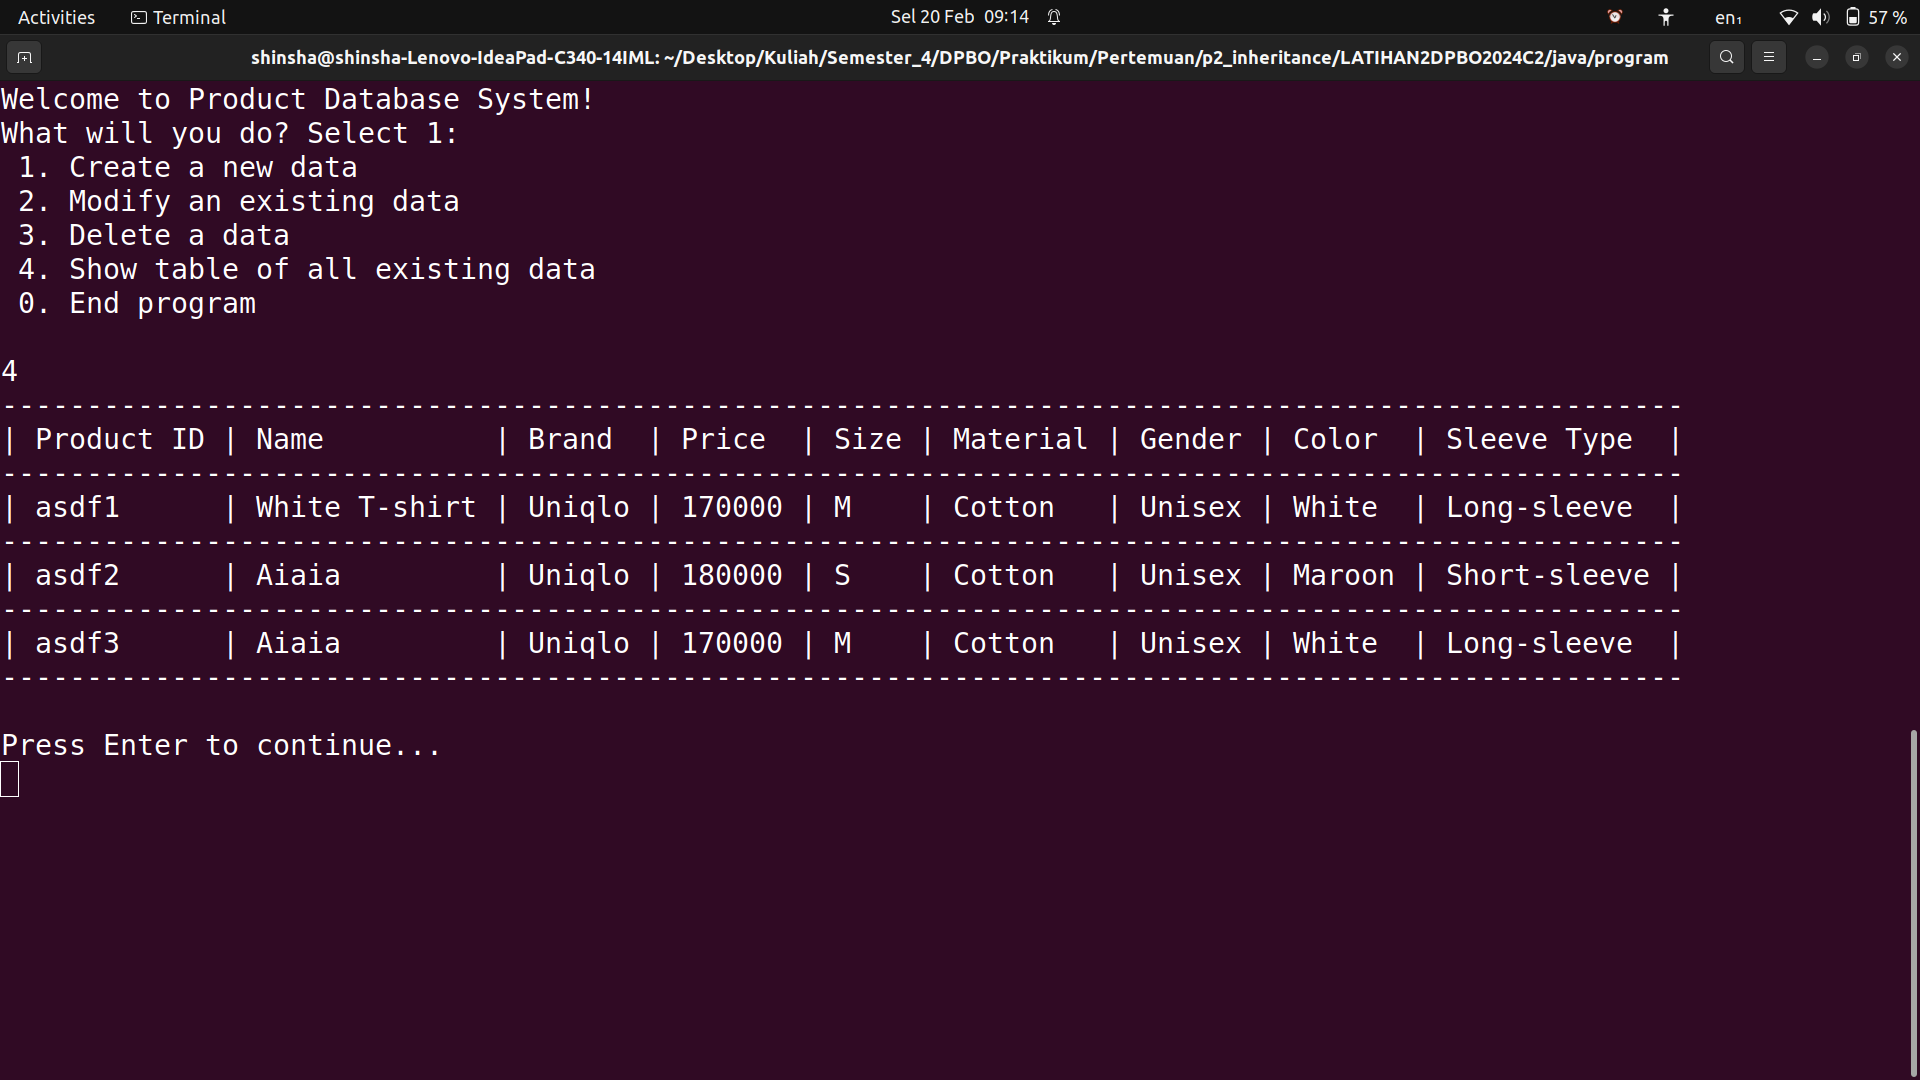 Activities Terminal Sel 20 Feb 09:14 en₁ 57 %
shinsha@shinsha-Lenovo-IdeaPad-C340-14IML: ~/Desktop/Kuliah/Semester_4/DPBO/Praktikum/Pertemuan/p2_inheritance/LATIHAN2DPBO2024C2/java/program
Welcome to Product Database System!
What will you do? Select 1:
 1. Create a new data
 2. Modify an existing data
 3. Delete a data
 4. Show table of all existing data
 0. End program
4
---------------------------------------------------------------------------------------------------
| Product ID | Name          | Brand  | Price  | Size | Material | Gender | Color  | Sleeve Type  |
---------------------------------------------------------------------------------------------------
| asdf1      | White T-shirt | Uniqlo | 170000 | M    | Cotton   | Unisex | White  | Long-sleeve  |
---------------------------------------------------------------------------------------------------
| asdf2      | Aiaia         | Uniqlo | 180000 | S    | Cotton   | Unisex | Maroon | Short-sleeve |
---------------------------------------------------------------------------------------------------
| asdf3      | Aiaia         | Uniqlo | 170000 | M    | Cotton   | Unisex | White  | Long-sleeve  |
---------------------------------------------------------------------------------------------------
Press Enter to continue...